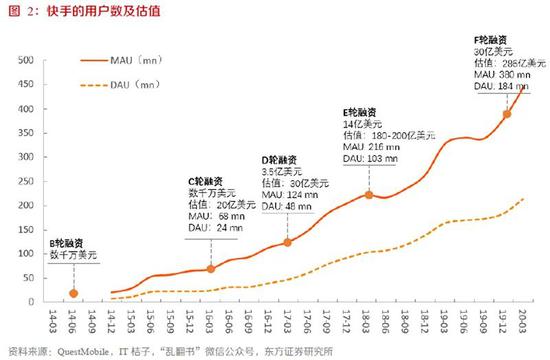 图 2：快手的用户数及估值
MAU（mn）
DAU（mn）
500
450
400
350
300
250
200
150
100
50
0
B轮融资
数千万美元
C轮融资
数千万美元
估值：20亿美元
MAU：68 mn
DAU：24 mn
D轮融资
3.5亿美元
估值：30亿美元
MAU: 124 mn
DAU: 48 mn
E轮融资
14亿美元
估值：180-200亿美元
MAU: 216 mn
DAU: 103 mn
F轮融资
30亿美元
估值：286亿美元
MAU: 380 mn
DAU: 184 mn
14-03
14-06
14-09
14-12
15-03
15-06
15-09
15-12
16-03
16-06
16-09
16-12
17-03
17-06
17-09
17-12
18-03
18-06
18-09
18-12
19-03
19-06
19-09
19-12
20-03
资料来源：QuestMobile，IT 桔子，“乱翻书”微信公众号，东方证券研究所